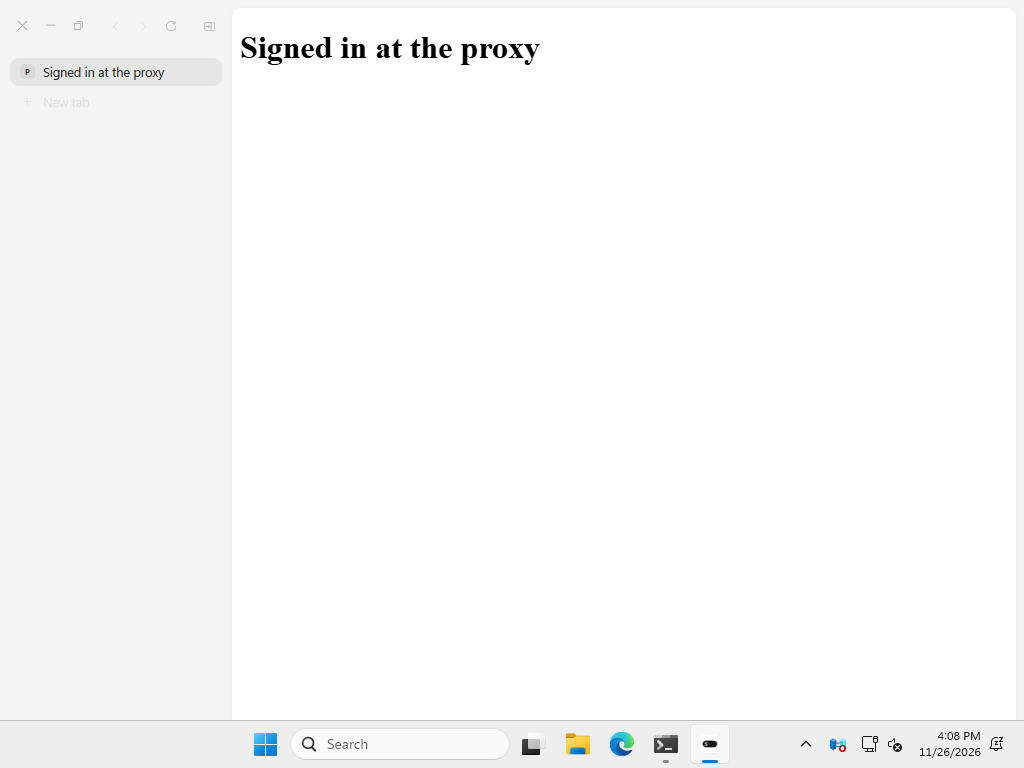 Signed in at the proxy
P Signed in at the proxy
New tab
Search
4:08 PM
11/26/2026